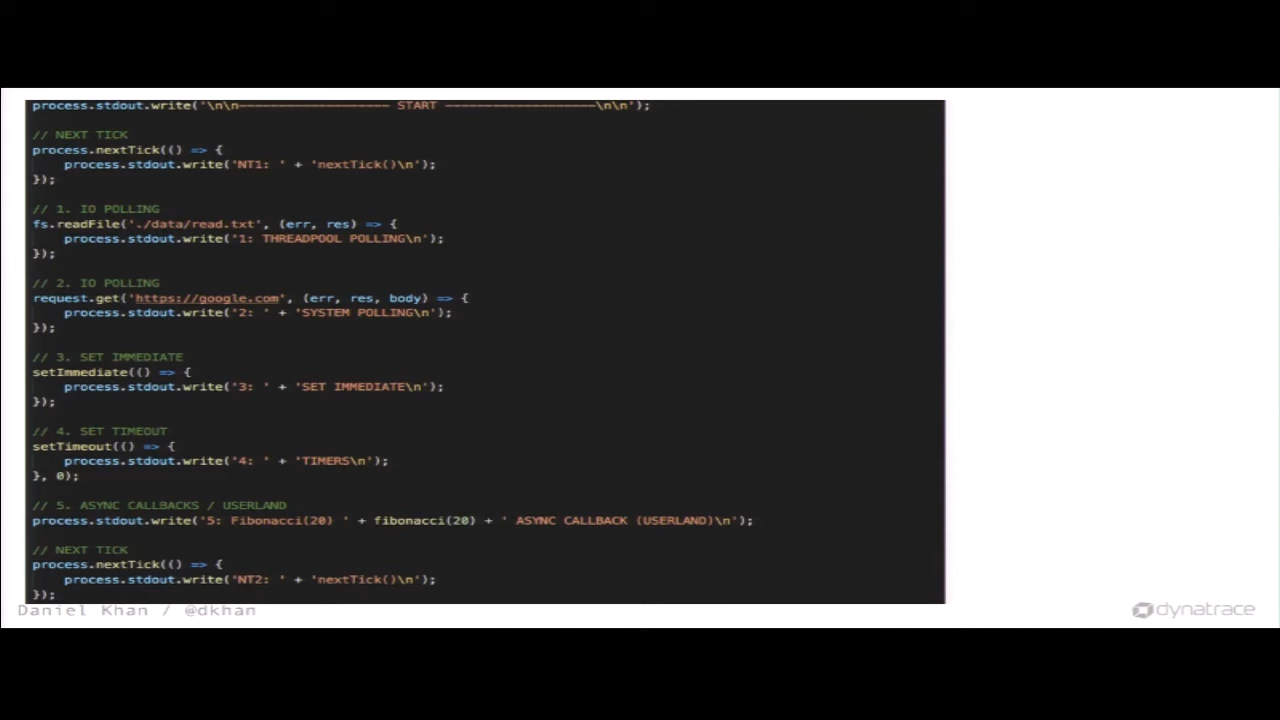 process.stdout.write('\n\n─────────────────── START ───────────────────\n\n');
// NEXT TICK
process.nextTick(() => {
    process.stdout.write('NT1: ' + 'nextTick()\n');
});
// 1. IO POLLING
fs.readFile('./data/read.txt', (err, res) => {
    process.stdout.write('1: THREADPOOL POLLING\n');
});
// 2. IO POLLING
request.get('https://google.com', (err, res, body) => {
    process.stdout.write('2: ' + 'SYSTEM POLLING\n');
});
// 3. SET IMMEDIATE
setImmediate(() => {
    process.stdout.write('3: ' + 'SET IMMEDIATE\n');
});
// 4. SET TIMEOUT
setTimeout(() => {
    process.stdout.write('4: ' + 'TIMERS\n');
}, 0);
// 5. ASYNC CALLBACKS / USERLAND
process.stdout.write('5: Fibonacci(20) ' + fibonacci(20) + ' ASYNC CALLBACK (USERLAND)\n');
// NEXT TICK
process.nextTick(() => {
    process.stdout.write('NT2: ' + 'nextTick()\n');
});
Daniel Khan / @dkhan
dynatrace